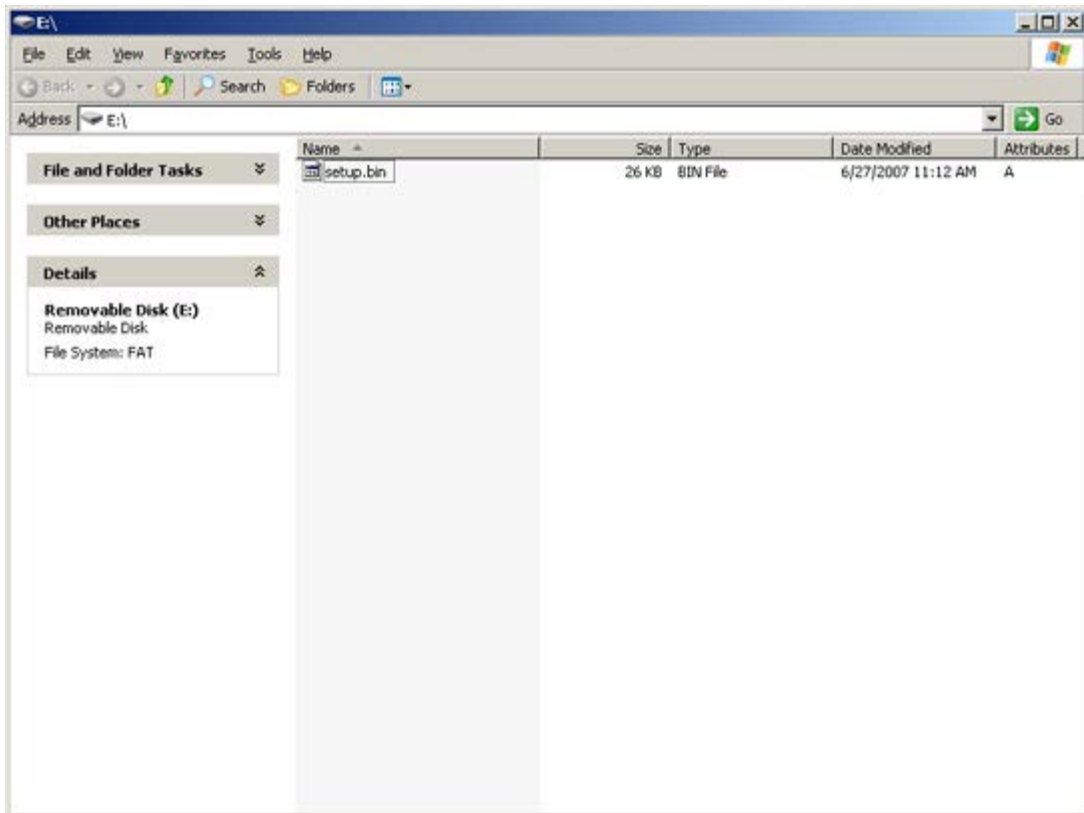 E:\
File Edit View Favorites Tools Help
Back Search Folders
Address E:\ Go
Name Size Type Date Modified Attributes
setup.bin 26 KB BIN File 6/27/2007 11:12 AM A
File and Folder Tasks
Other Places
Details
Removable Disk (E:)
Removable Disk
File System: FAT